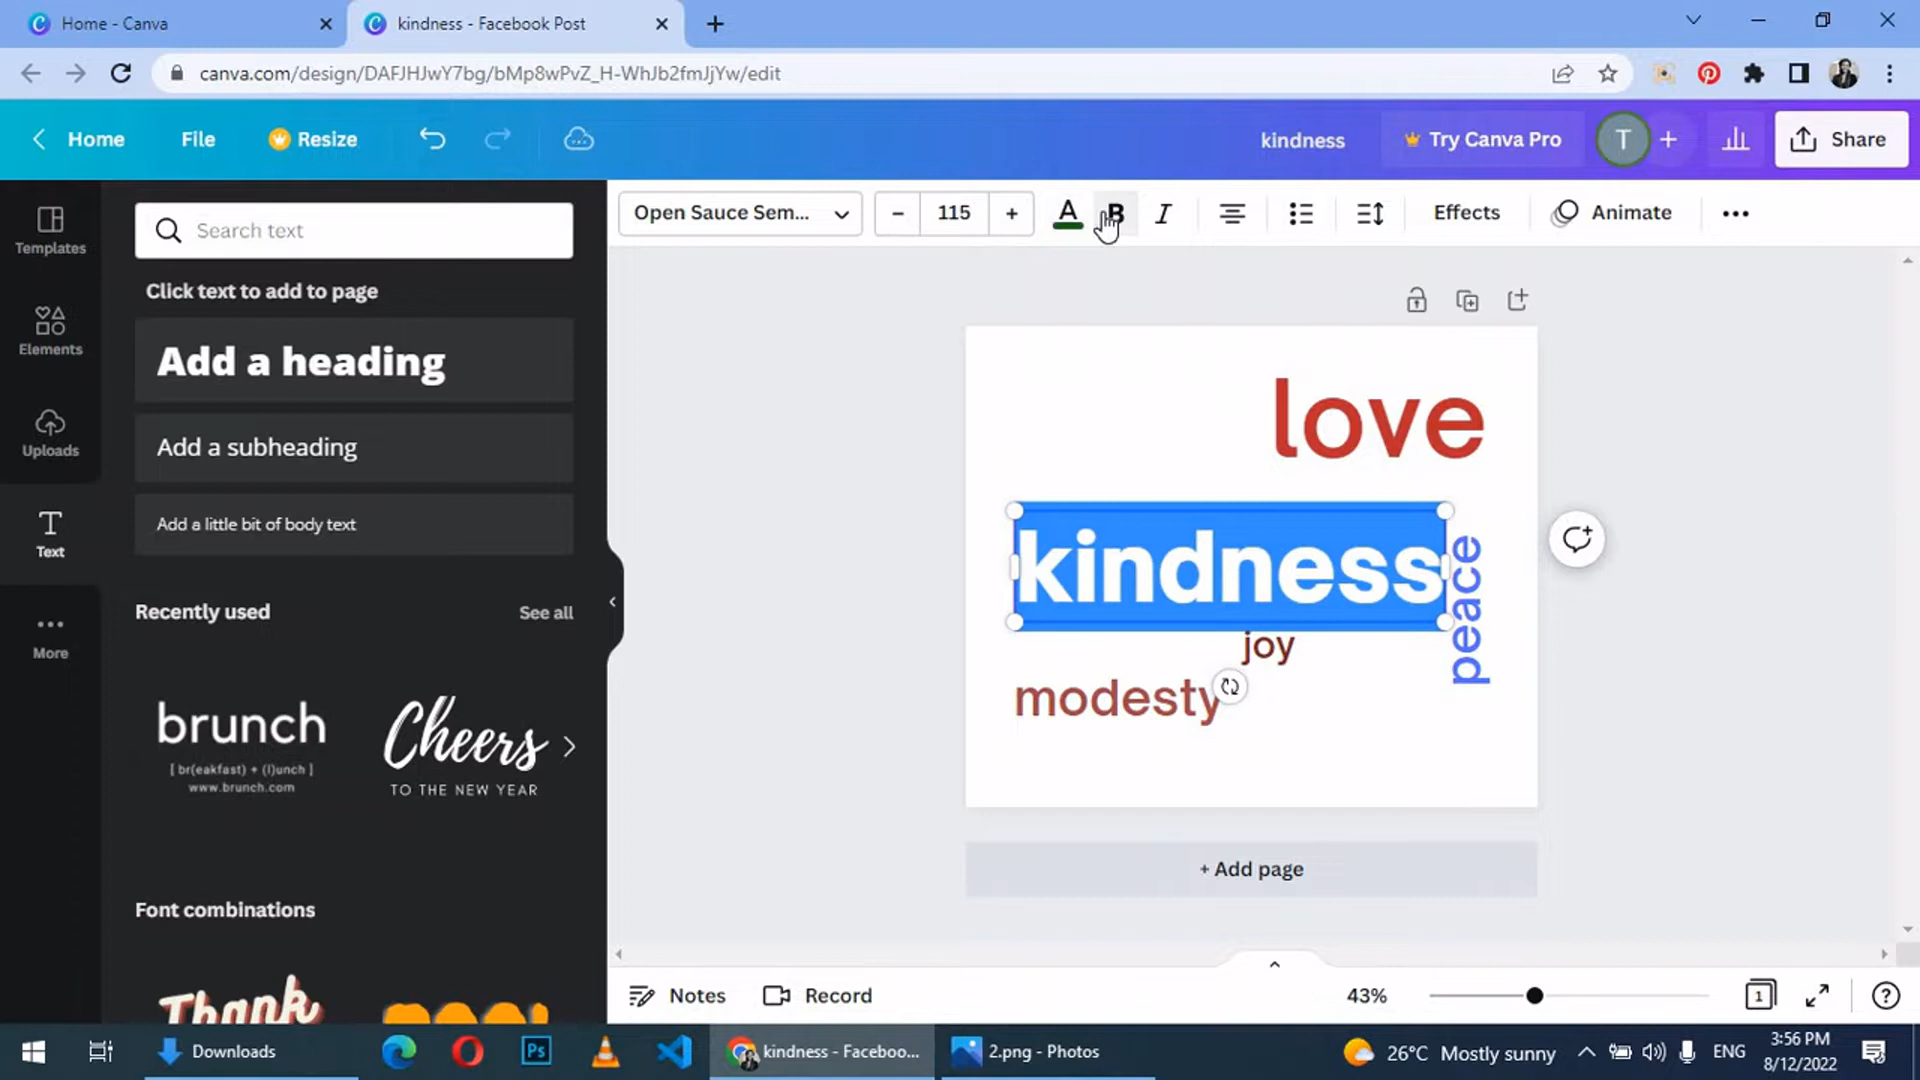 Home - Canva
kindness - Facebook Post
canva.com/design/DAFJHJwY7bg/bMp8wPvZ_H-WhJb2fmJjYw/edit
Home
File
Resize
kindness
Try Canva Pro
T
Share
Templates
Elements
Uploads
Text
More
Search text
Click text to add to page
Add a heading
Add a subheading
Add a little bit of body text
Recently used
See all
brunch
[ br(eakfast) + (l)unch ]
www.brunch.com
Cheers
TO THE NEW YEAR
Font combinations
Thank
Open Sauce Sem...
115
A
B
I
Effects
Animate
love
kindness
peace
joy
modesty
+ Add page
Notes
Record
43%
1
Downloads
Ps
kindness - Faceboo...
2.png - Photos
26°C Mostly sunny
ENG
3:56 PM
8/12/2022